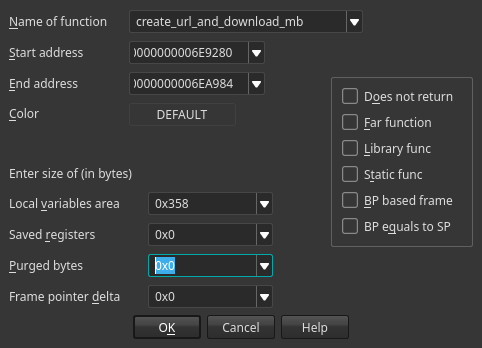 Name of function create_url_and_download_mb
Start address 0000000006E9280
End address 0000000006EA984
Color DEFAULT
Does not return
Far function
Library func
Static func
BP based frame
BP equals to SP
Enter size of (in bytes)
Local variables area 0x358
Saved registers 0x0
Purged bytes 0x0
Frame pointer delta 0x0
OK Cancel Help